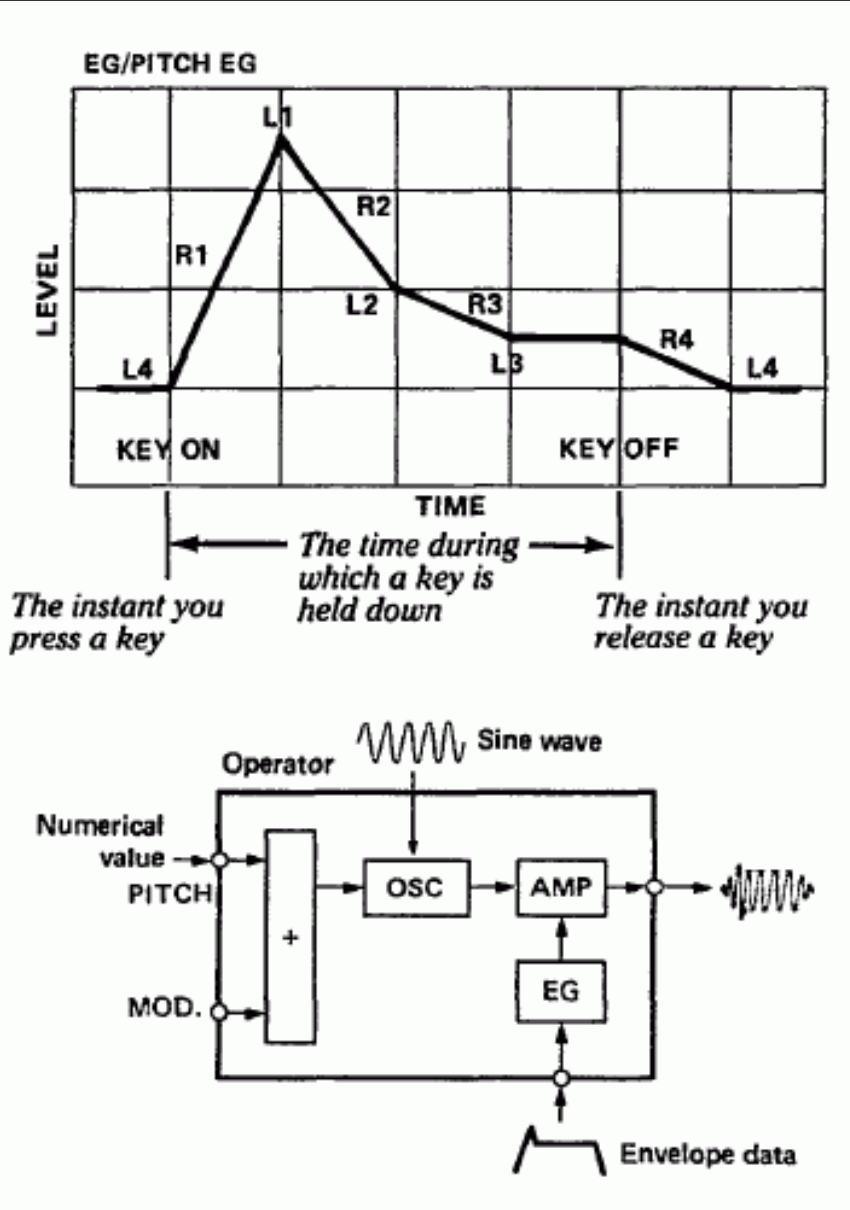 EG/PITCH EG
L1
R2
R1
LEVEL
L2
R3
L3
R4
L4
L4
KEY ON
KEY OFF
TIME
The time during
which a key is
held down
The instant you
press a key
The instant you
release a key
Sine wave
Operator
Numerical
value
PITCH
OSC
AMP
+
EG
MOD.
Envelope data